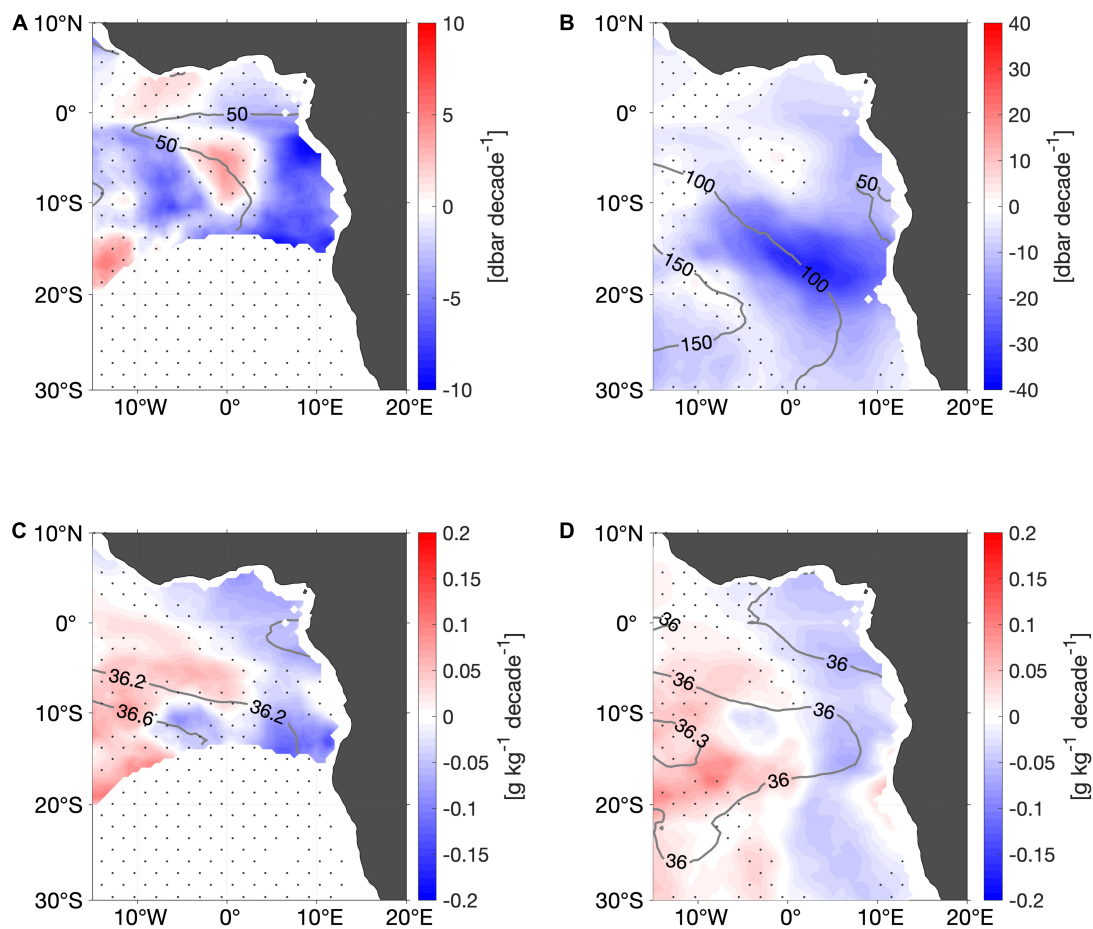 A
10°N
0°
10°S
20°S
30°S
10°W
0°
10°E
20°E
50
50
10
5
0
-5
-10
[dbar decade⁻¹]
B
10°N
0°
10°S
20°S
30°S
10°W
0°
10°E
20°E
100
50
150
100
150
40
30
20
10
0
-10
-20
-30
-40
[dbar decade⁻¹]
C
10°N
0°
10°S
20°S
30°S
10°W
0°
10°E
20°E
36.2
36.6
36.2
0.2
0.15
0.1
0.05
0
-0.05
-0.1
-0.15
-0.2
[g kg⁻¹ decade⁻¹]
D
10°N
0°
10°S
20°S
30°S
10°W
0°
10°E
20°E
36
36
36
36
36.3
36
36
0.2
0.15
0.1
0.05
0
-0.05
-0.1
-0.15
-0.2
[g kg⁻¹ decade⁻¹]